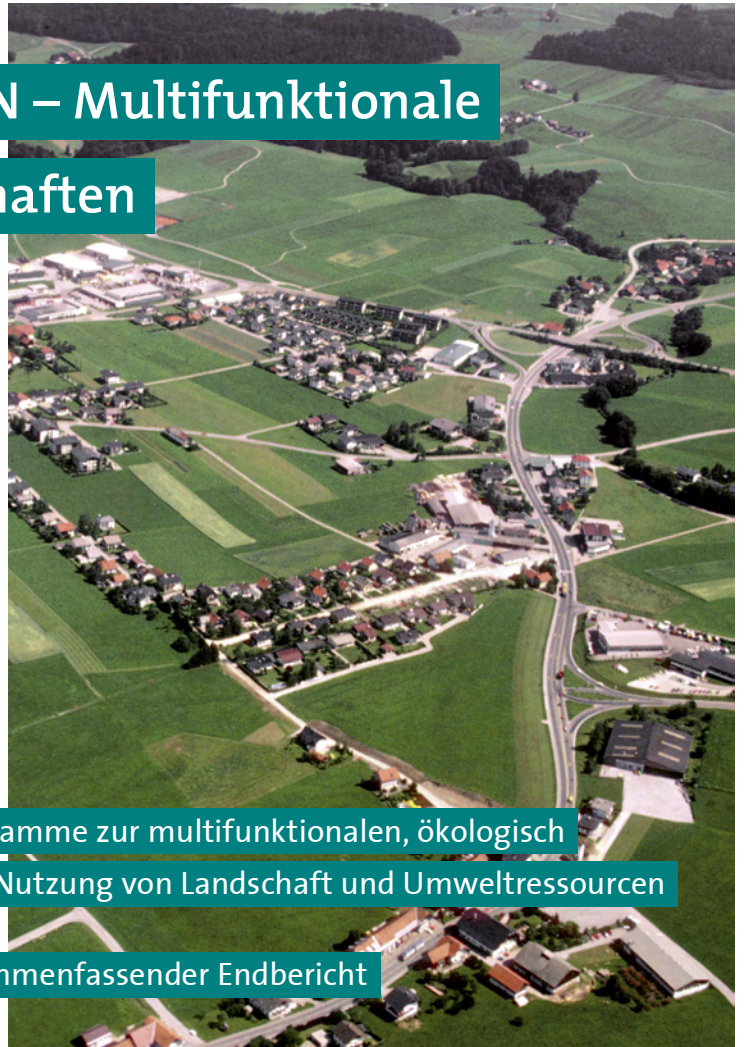 N – Multifunktionale
haften
amme zur multifunktionalen, ökologisch
Nutzung von Landschaft und Umweltressourcen
mmenfassender Endbericht